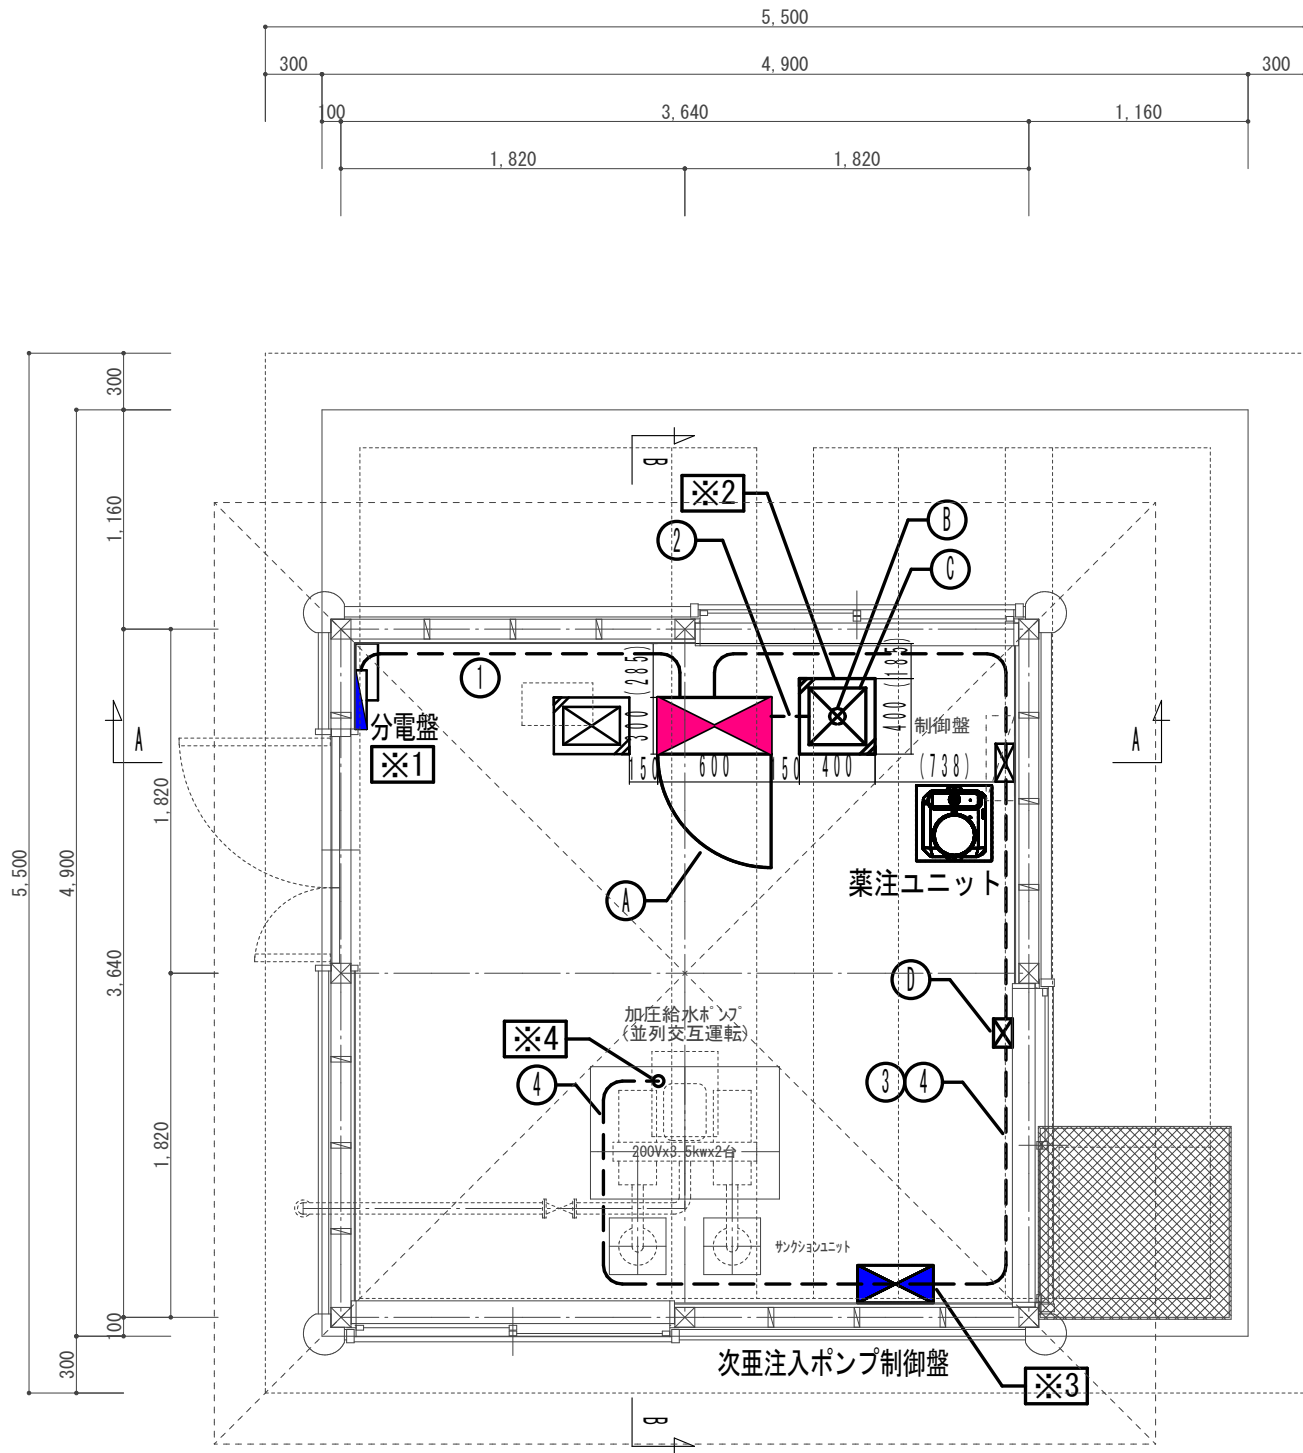 5,500
300
4,900
300
100
3,640
1,160
1,820
1,820
300
1,160
B
※2
B
2
C
1
(285)
(185)
分電盤
300
400
制御盤
A
A
※1
150
600
150
400
(738)
1,820
5,500
4,900
薬注ユニット
A
3,640
D
加圧給水ポンプ
(並列交互運転)
※4
4
3
4
1,820
200Vx3.5kwx2台
サンクションユニット
100
次亜注入ポンプ制御盤
300
※3
B